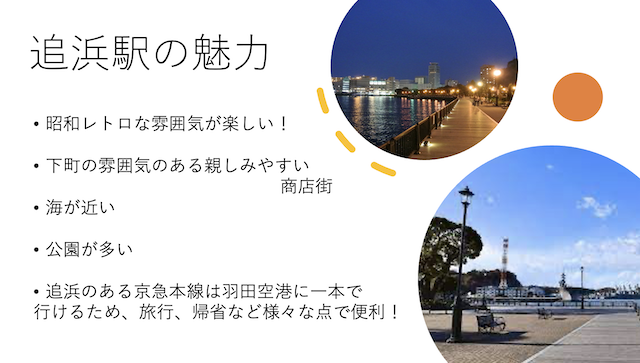 追浜駅の魅力
• 昭和レトロな雰囲気が楽しい！
• 下町の雰囲気のある親しみやすい
商店街
• 海が近い
• 公園が多い
• 追浜のある京急本線は羽田空港に一本で
行けるため、旅行、帰省など様々な点で便利！